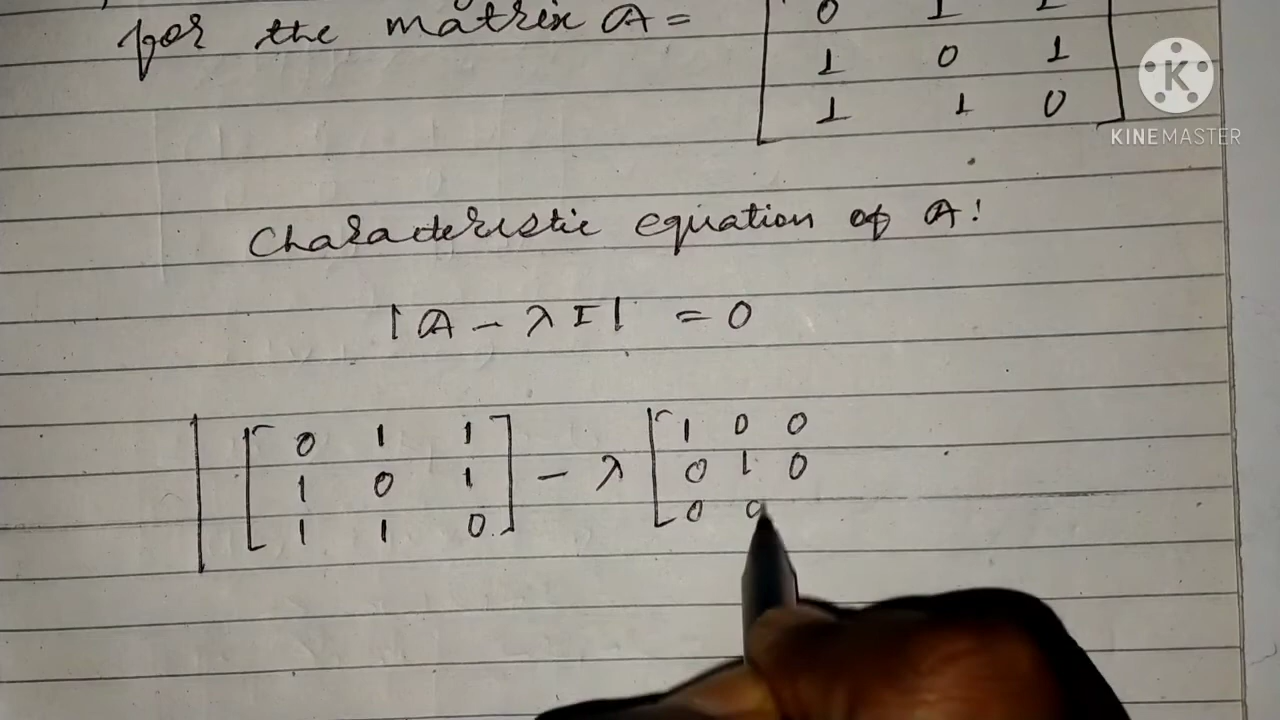 for the matrix A = [ 0 1 1
1 0 1
1 1 0 ]
K
KINEMASTER
Characteristic equation of A:
|A - λI| = 0
| [ 0 1 1 ] - λ [ 1 0 0
1 0 1 0 1 0
1 1 0 0 0